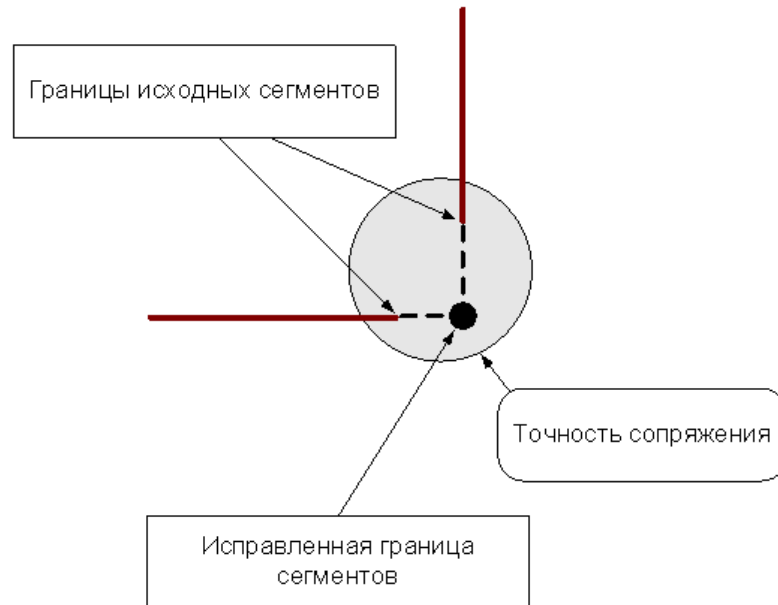 Границы исходных сегментов
Точность сопряжения
Исправленная граница
сегментов